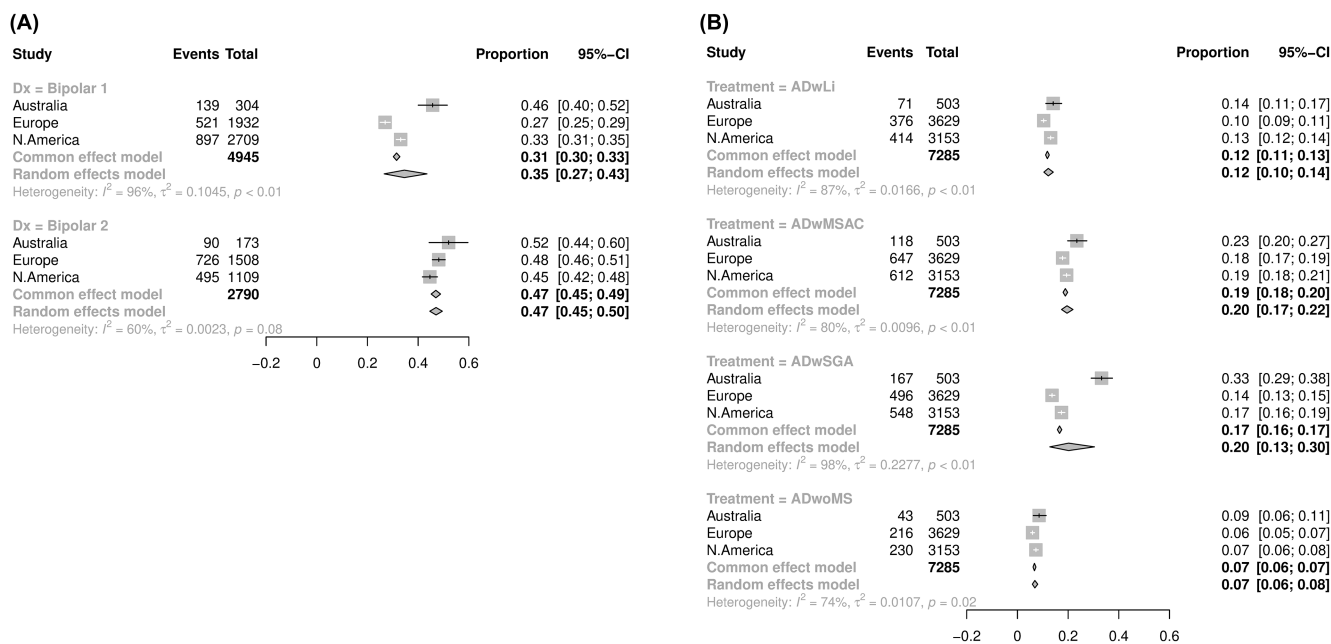 (A)
Study Events Total Proportion 95%−CI
Dx = Bipolar 1
Australia 139 304 0.46 [0.40; 0.52]
Europe 521 1932 0.27 [0.25; 0.29]
N.America 897 2709 0.33 [0.31; 0.35]
Common effect model 4945 0.31 [0.30; 0.33]
Random effects model 0.35 [0.27; 0.43]
Heterogeneity: I² = 96%, τ² = 0.1045, p < 0.01
Dx = Bipolar 2
Australia 90 173 0.52 [0.44; 0.60]
Europe 726 1508 0.48 [0.46; 0.51]
N.America 495 1109 0.45 [0.42; 0.48]
Common effect model 2790 0.47 [0.45; 0.49]
Random effects model 0.47 [0.45; 0.50]
Heterogeneity: I² = 60%, τ² = 0.0023, p = 0.08
−0.2 0 0.2 0.4 0.6
(B)
Study Events Total Proportion 95%−CI
Treatment = ADwLi
Australia 71 503 0.14 [0.11; 0.17]
Europe 376 3629 0.10 [0.09; 0.11]
N.America 414 3153 0.13 [0.12; 0.14]
Common effect model 7285 0.12 [0.11; 0.13]
Random effects model 0.12 [0.10; 0.14]
Heterogeneity: I² = 87%, τ² = 0.0166, p < 0.01
Treatment = ADwMSAC
Australia 118 503 0.23 [0.20; 0.27]
Europe 647 3629 0.18 [0.17; 0.19]
N.America 612 3153 0.19 [0.18; 0.21]
Common effect model 7285 0.19 [0.18; 0.20]
Random effects model 0.20 [0.17; 0.22]
Heterogeneity: I² = 80%, τ² = 0.0096, p < 0.01
Treatment = ADwSGA
Australia 167 503 0.33 [0.29; 0.38]
Europe 496 3629 0.14 [0.13; 0.15]
N.America 548 3153 0.17 [0.16; 0.19]
Common effect model 7285 0.17 [0.16; 0.17]
Random effects model 0.20 [0.13; 0.30]
Heterogeneity: I² = 98%, τ² = 0.2277, p < 0.01
Treatment = ADwoMS
Australia 43 503 0.09 [0.06; 0.11]
Europe 216 3629 0.06 [0.05; 0.07]
N.America 230 3153 0.07 [0.06; 0.08]
Common effect model 7285 0.07 [0.06; 0.07]
Random effects model 0.07 [0.06; 0.08]
Heterogeneity: I² = 74%, τ² = 0.0107, p = 0.02
−0.2 0 0.2 0.4 0.6